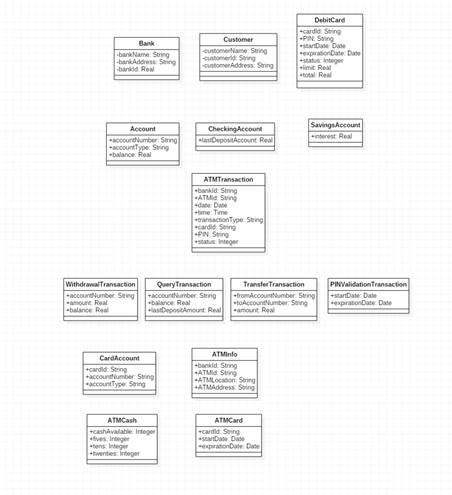 Bank
-bankName: String
-bankAddress: String
-bankId: Real
Customer
-customerName: String
-customerId: String
-customerAddress: String
DebitCard
+cardId: String
+PIN: String
+startDate: Date
+expirationDate: Date
+status: Integer
+limit: Real
+total: Real
Account
+accountNumber: String
+accountType: String
+balance: Real
CheckingAccount
+lastDepositAccount: Real
SavingsAccount
+interest: Real
ATMTransaction
+bankId: String
+ATMId: String
+date: Date
+time: Time
+transactionType: String
+cardId: String
+PIN: String
+status: Integer
WithdrawalTransaction
+accountNumber: String
+amount: Real
+balance: Real
QueryTransaction
+accountNumber: String
+balance: Real
+lastDepositAmount: Real
TransferTransaction
+fromAccountNumber: String
+toAccountNumber: String
+amount: Real
PINValidationTransaction
+startDate: Date
+expirationDate: Date
CardAccount
+cardId: String
+accountNumber: String
+accountType: String
ATMInfo
+bankId: String
+ATMId: String
+ATMLocation: String
+ATMAddress: String
ATMCash
+cashAvailable: Integer
+fives: Integer
+tens: Integer
+twenties: Integer
ATMCard
+cardId: String
+startDate: Date
+expirationDate: Date